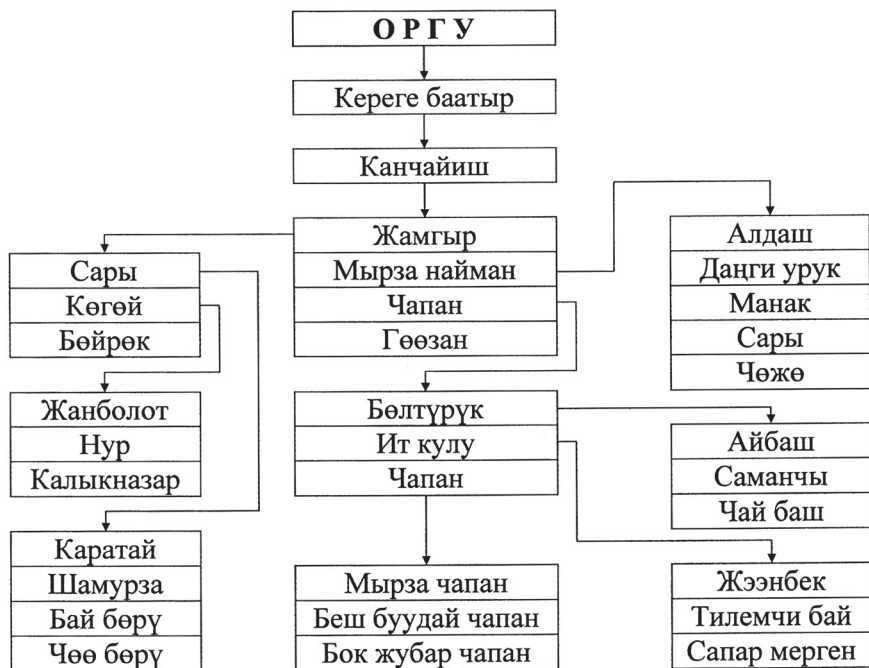 ОРГУ
Кереге баатыр
Канчайиш
Жамгыр
Мырза найман
Чапан
Гөөзан
Сары
Көгөй
Бөйрөк
Алдаш
Даңги урук
Манак
Сары
Чөжө
Жанболот
Нур
Калыкназар
Бөлтүрүк
Ит кулу
Чапан
Айбаш
Саманчы
Чай баш
Каратай
Шамурза
Бай бөрү
Чөө бөрү
Мырза чапан
Беш буудай чапан
Бок жубар чапан
Жээнбек
Тилемчи бай
Сапар мерген